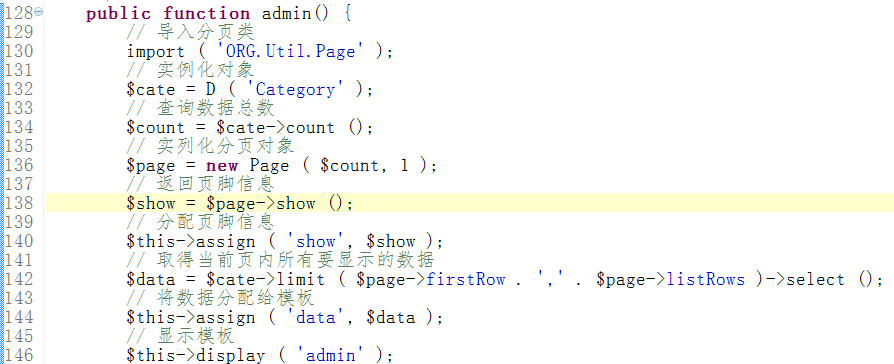 128 public function admin() {
129 // 导入分页类
130 import ( 'ORG.Util.Page' );
131 // 实例化对象
132 $cate = D ( 'Category' );
133 // 查询数据总数
134 $count = $cate->count ();
135 // 实列化分页对象
136 $page = new Page ( $count, 1 );
137 // 返回页脚信息
138 $show = $page->show ();
139 // 分配页脚信息
140 $this->assign ( 'show', $show );
141 // 取得当前页内所有要显示的数据
142 $data = $cate->limit ( $page->firstRow . ',' . $page->listRows )->select ();
143 // 将数据分配给模板
144 $this->assign ( 'data', $data );
145 // 显示模板
146 $this->display ( 'admin' );